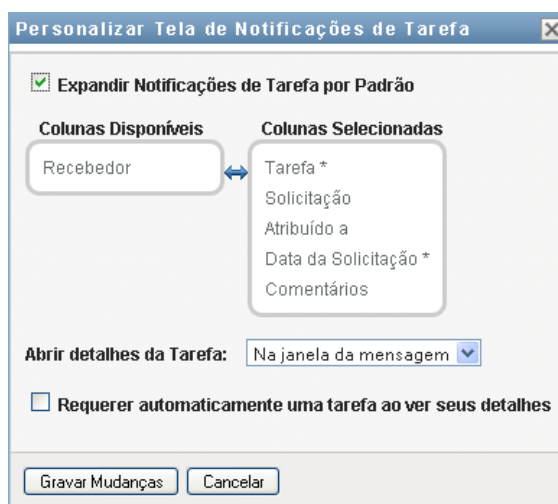 Personalizar Tela de Notificações de Tarefa
Expandir Notificações de Tarefa por Padrão
Colunas Disponíveis
Colunas Selecionadas
Recebedor
Tarefa *
Solicitação
Atribuído a
Data da Solicitação *
Comentários
Abrir detalhes da Tarefa: Na janela da mensagem
Requerer automaticamente uma tarefa ao ver seus detalhes
Gravar Mudanças Cancelar